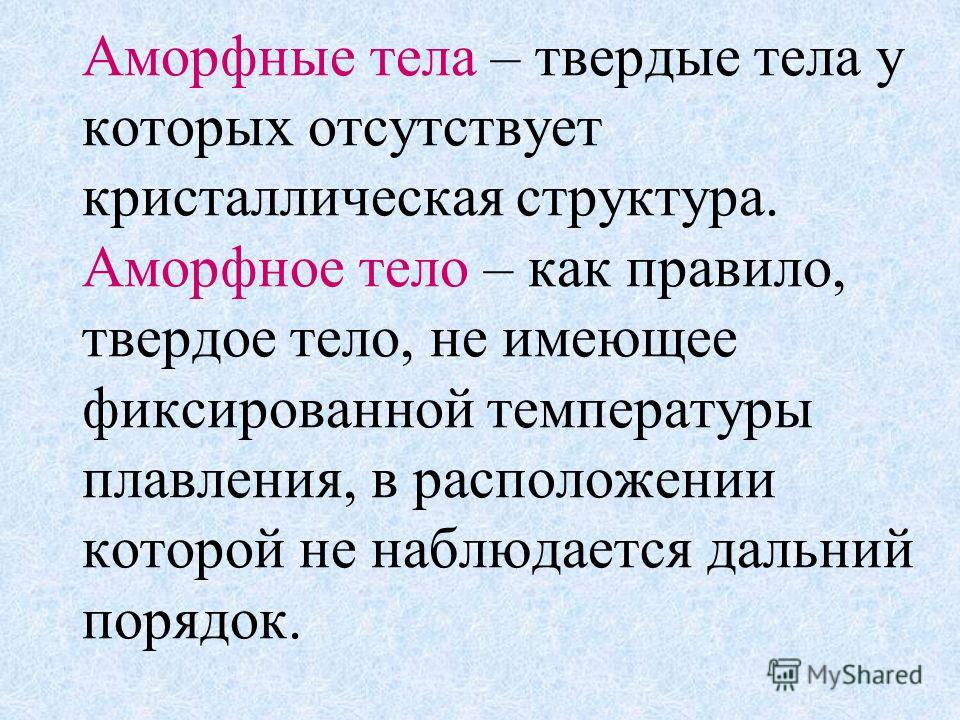 Аморфные тела – твердые тела у
которых отсутствует
кристаллическая структура.
Аморфное тело – как правило,
твердое тело, не имеющее
фиксированной температуры
плавления, в расположении
которой не наблюдается дальний
порядок.
MyShared